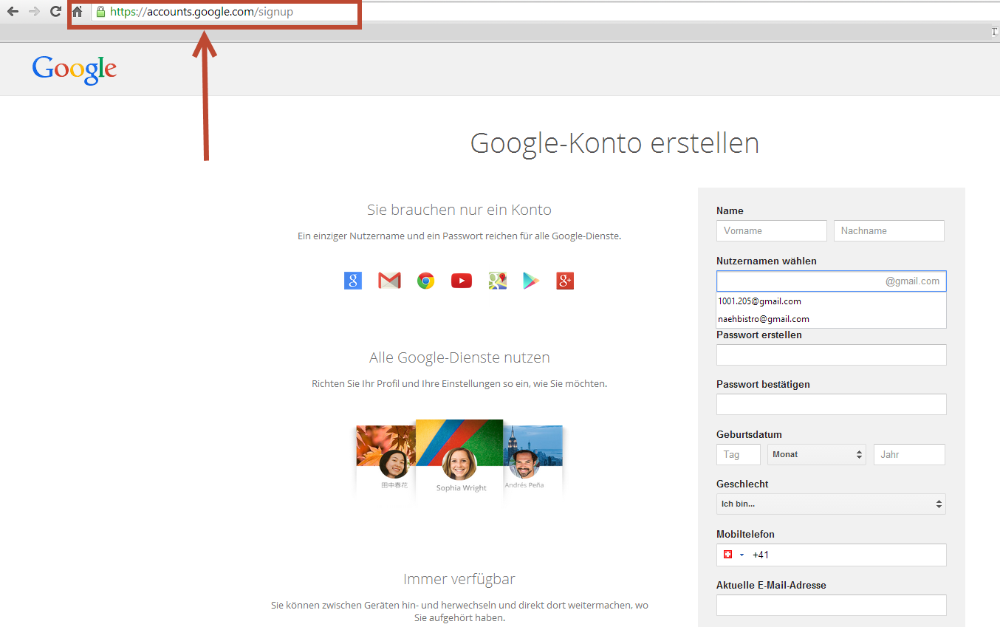 https://accounts.google.com/signup
T
Google
Google-Konto erstellen
Sie brauchen nur ein Konto
Ein einziger Nutzername und ein Passwort reichen für alle Google-Dienste.
g
g+
Alle Google-Dienste nutzen
Richten Sie Ihr Profil und Ihre Einstellungen so ein, wie Sie möchten.
田中春花
Sophia Wright
Andrés Peña
Immer verfügbar
Sie können zwischen Geräten hin- und herwechseln und direkt dort weitermachen, wo
Sie aufgehört haben.
Name
Vorname Nachname
Nutzernamen wählen
@gmail.com
1001.205@gmail.com
naehbistro@gmail.com
Passwort erstellen
Passwort bestätigen
Geburtsdatum
Tag Monat Jahr
Geschlecht
Ich bin...
Mobiltelefon
+41
Aktuelle E-Mail-Adresse